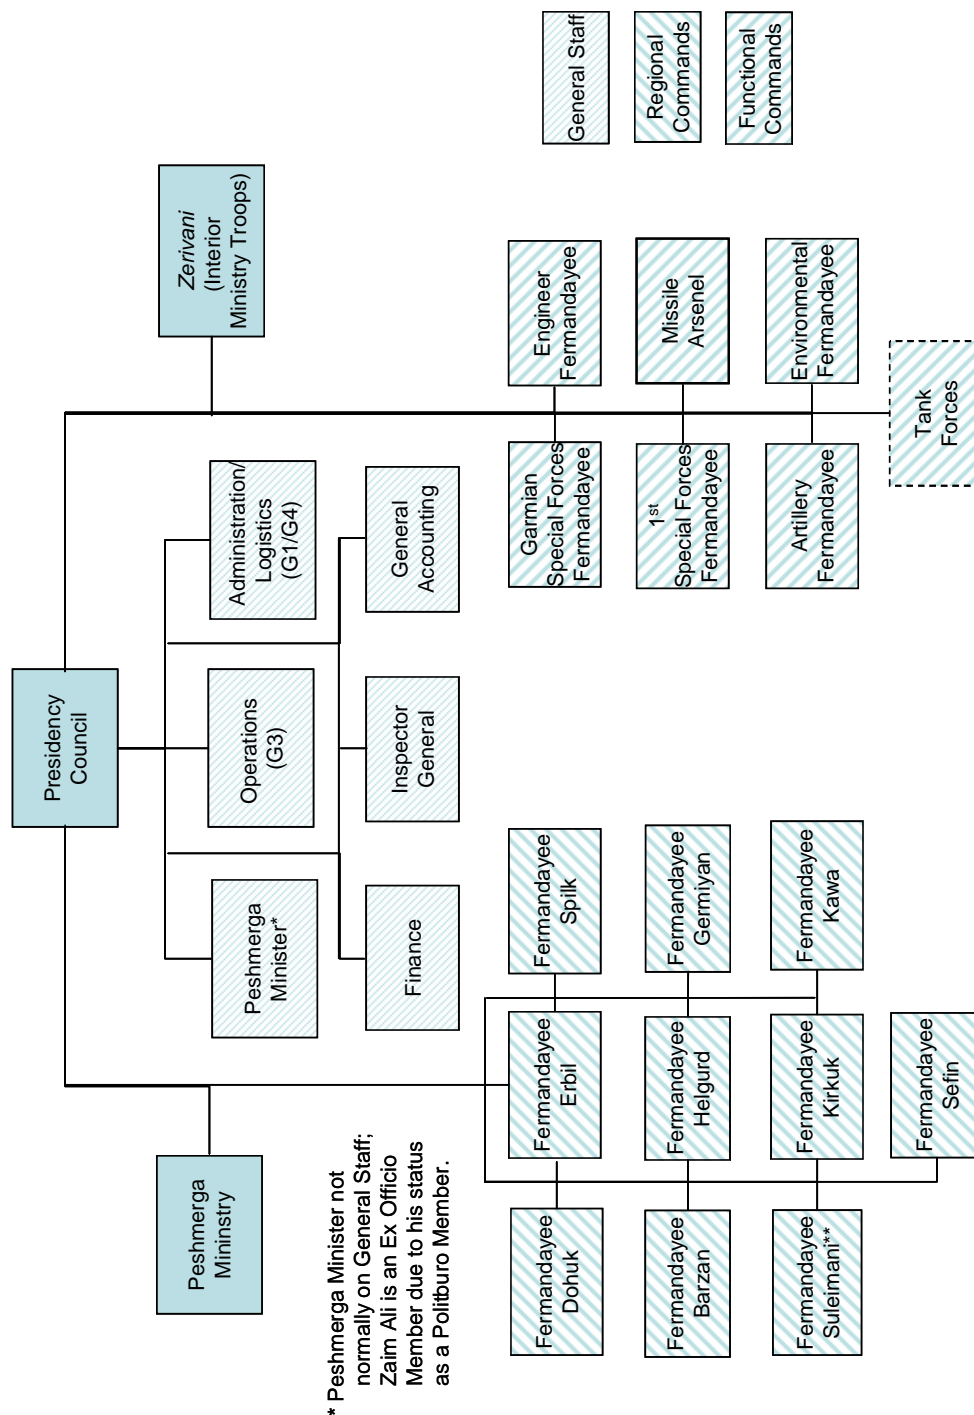 Presidency
Council
Peshmerga
Mininstry
Zerivani
(Interior
Ministry Troops)
Peshmerga
Minister*
Operations
(G3)
Administration/
Logistics
(G1/G4)
Finance
Inspector
General
General
Accounting
* Peshmerga Minister not
normally on General Staff;
Zaim Ali is an Ex Officio
Member due to his status
as a Politburo Member.
Fermandayee
Dohuk
Fermandayee
Erbil
Fermandayee
Spilk
Fermandayee
Barzan
Fermandayee
Helgurd
Fermandayee
Germiyan
Fermandayee
Suleimani**
Fermandayee
Kirkuk
Fermandayee
Kawa
Fermandayee
Sefin
Garmian
Special Forces
Fermandayee
Engineer
Fermandayee
1st
Special Forces
Fermandayee
Missile
Arsenel
Artillery
Fermandayee
Environmental
Fermandayee
Tank
Forces
General Staff
Regional
Commands
Functional
Commands